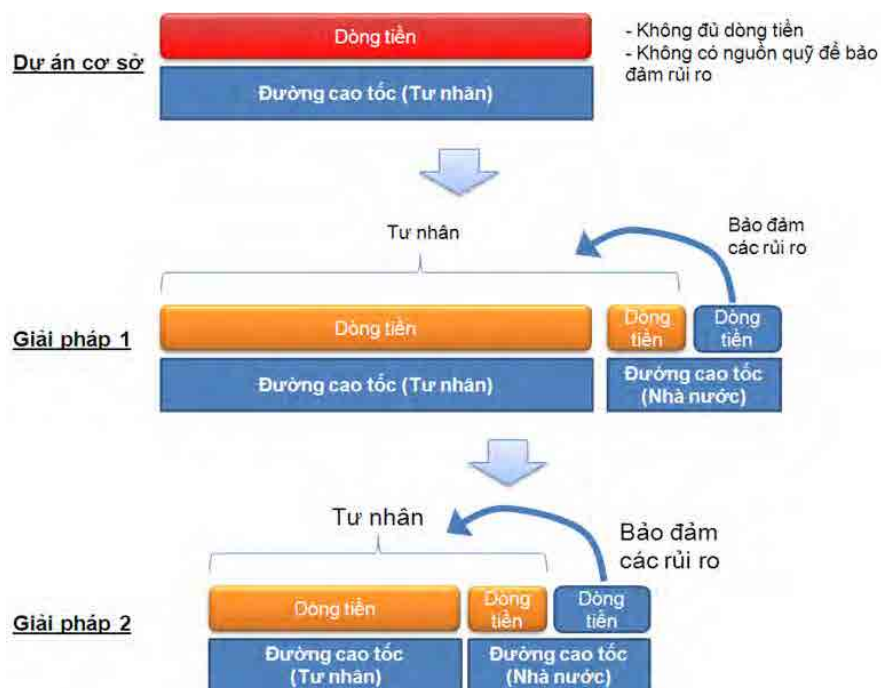 Dòng tiền
Dự án cơ sở
Đường cao tốc (Tư nhân)
- Không đủ dòng tiền
- Không có nguồn quỹ để bảo
đảm rủi ro
Tư nhân
Bảo đảm
các rủi ro
Giải pháp 1
Dòng tiền
Dòng
tiền
Dòng
tiền
Đường cao tốc (Tư nhân)
Đường cao tốc
(Nhà nước)
Tư nhân
Bảo đảm
các rủi ro
Giải pháp 2
Dòng tiền
Dòng
tiền
Dòng
tiền
Đường cao tốc
(Tư nhân)
Đường cao tốc
(Nhà nước)